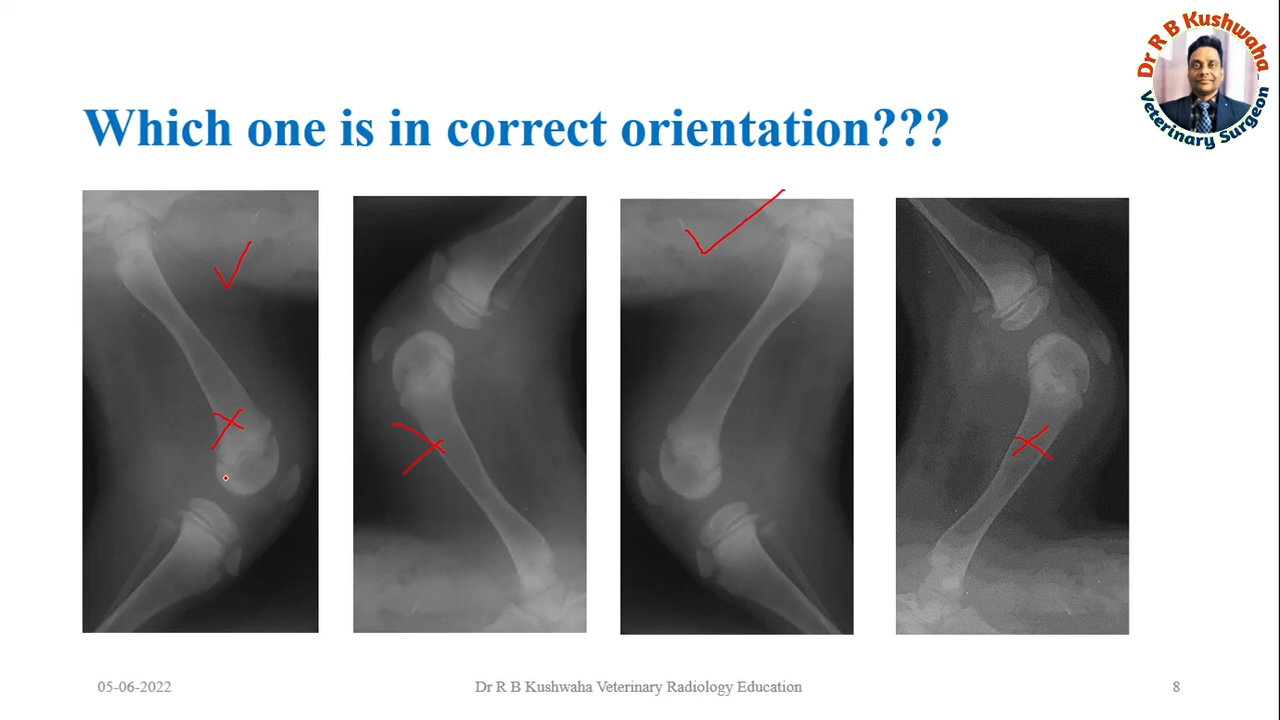 Dr R B Kushwaha
Veterinary Surgeon
Which one is in correct orientation???
05-06-2022
Dr R B Kushwaha Veterinary Radiology Education
8